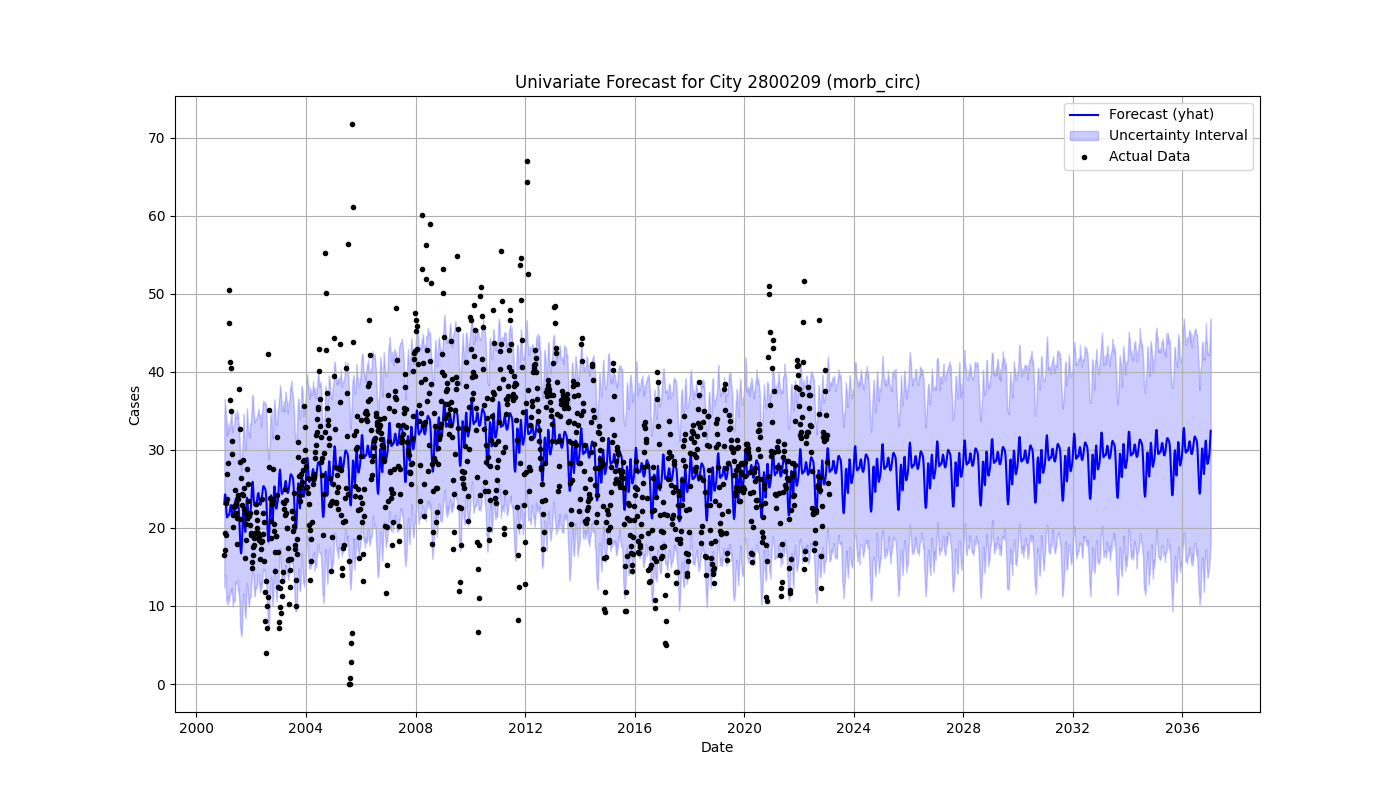 Univariate Forecast for City 2800209 (morb_circ)
Forecast (yhat)
Uncertainty Interval
Actual Data
Cases
70
60
50
40
30
20
10
0
2000 2004 2008 2012 2016 2020 2024 2028 2032 2036
Date